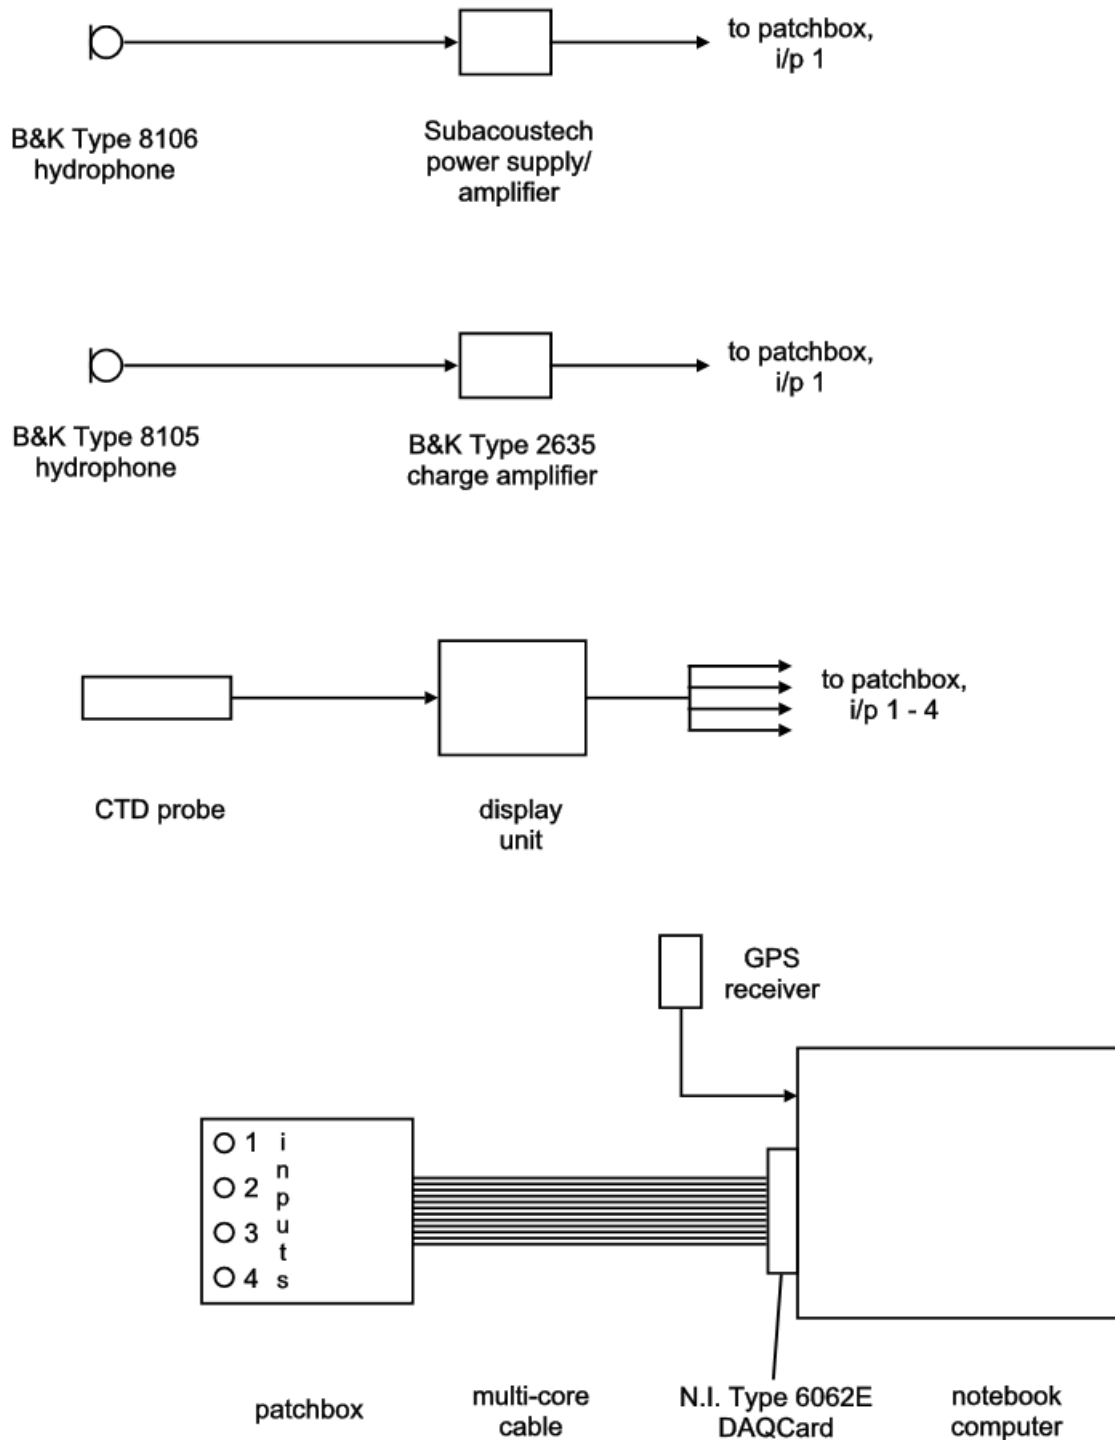 to patchbox,
i/p 1
B&K Type 8106
hydrophone
Subacoustech
power supply/
amplifier
to patchbox,
i/p 1
B&K Type 8105
hydrophone
B&K Type 2635
charge amplifier
to patchbox,
i/p 1 - 4
CTD probe
display
unit
GPS
receiver
1
2
3
4
inputs
patchbox
multi-core
cable
N.I. Type 6062E
DAQCard
notebook
computer